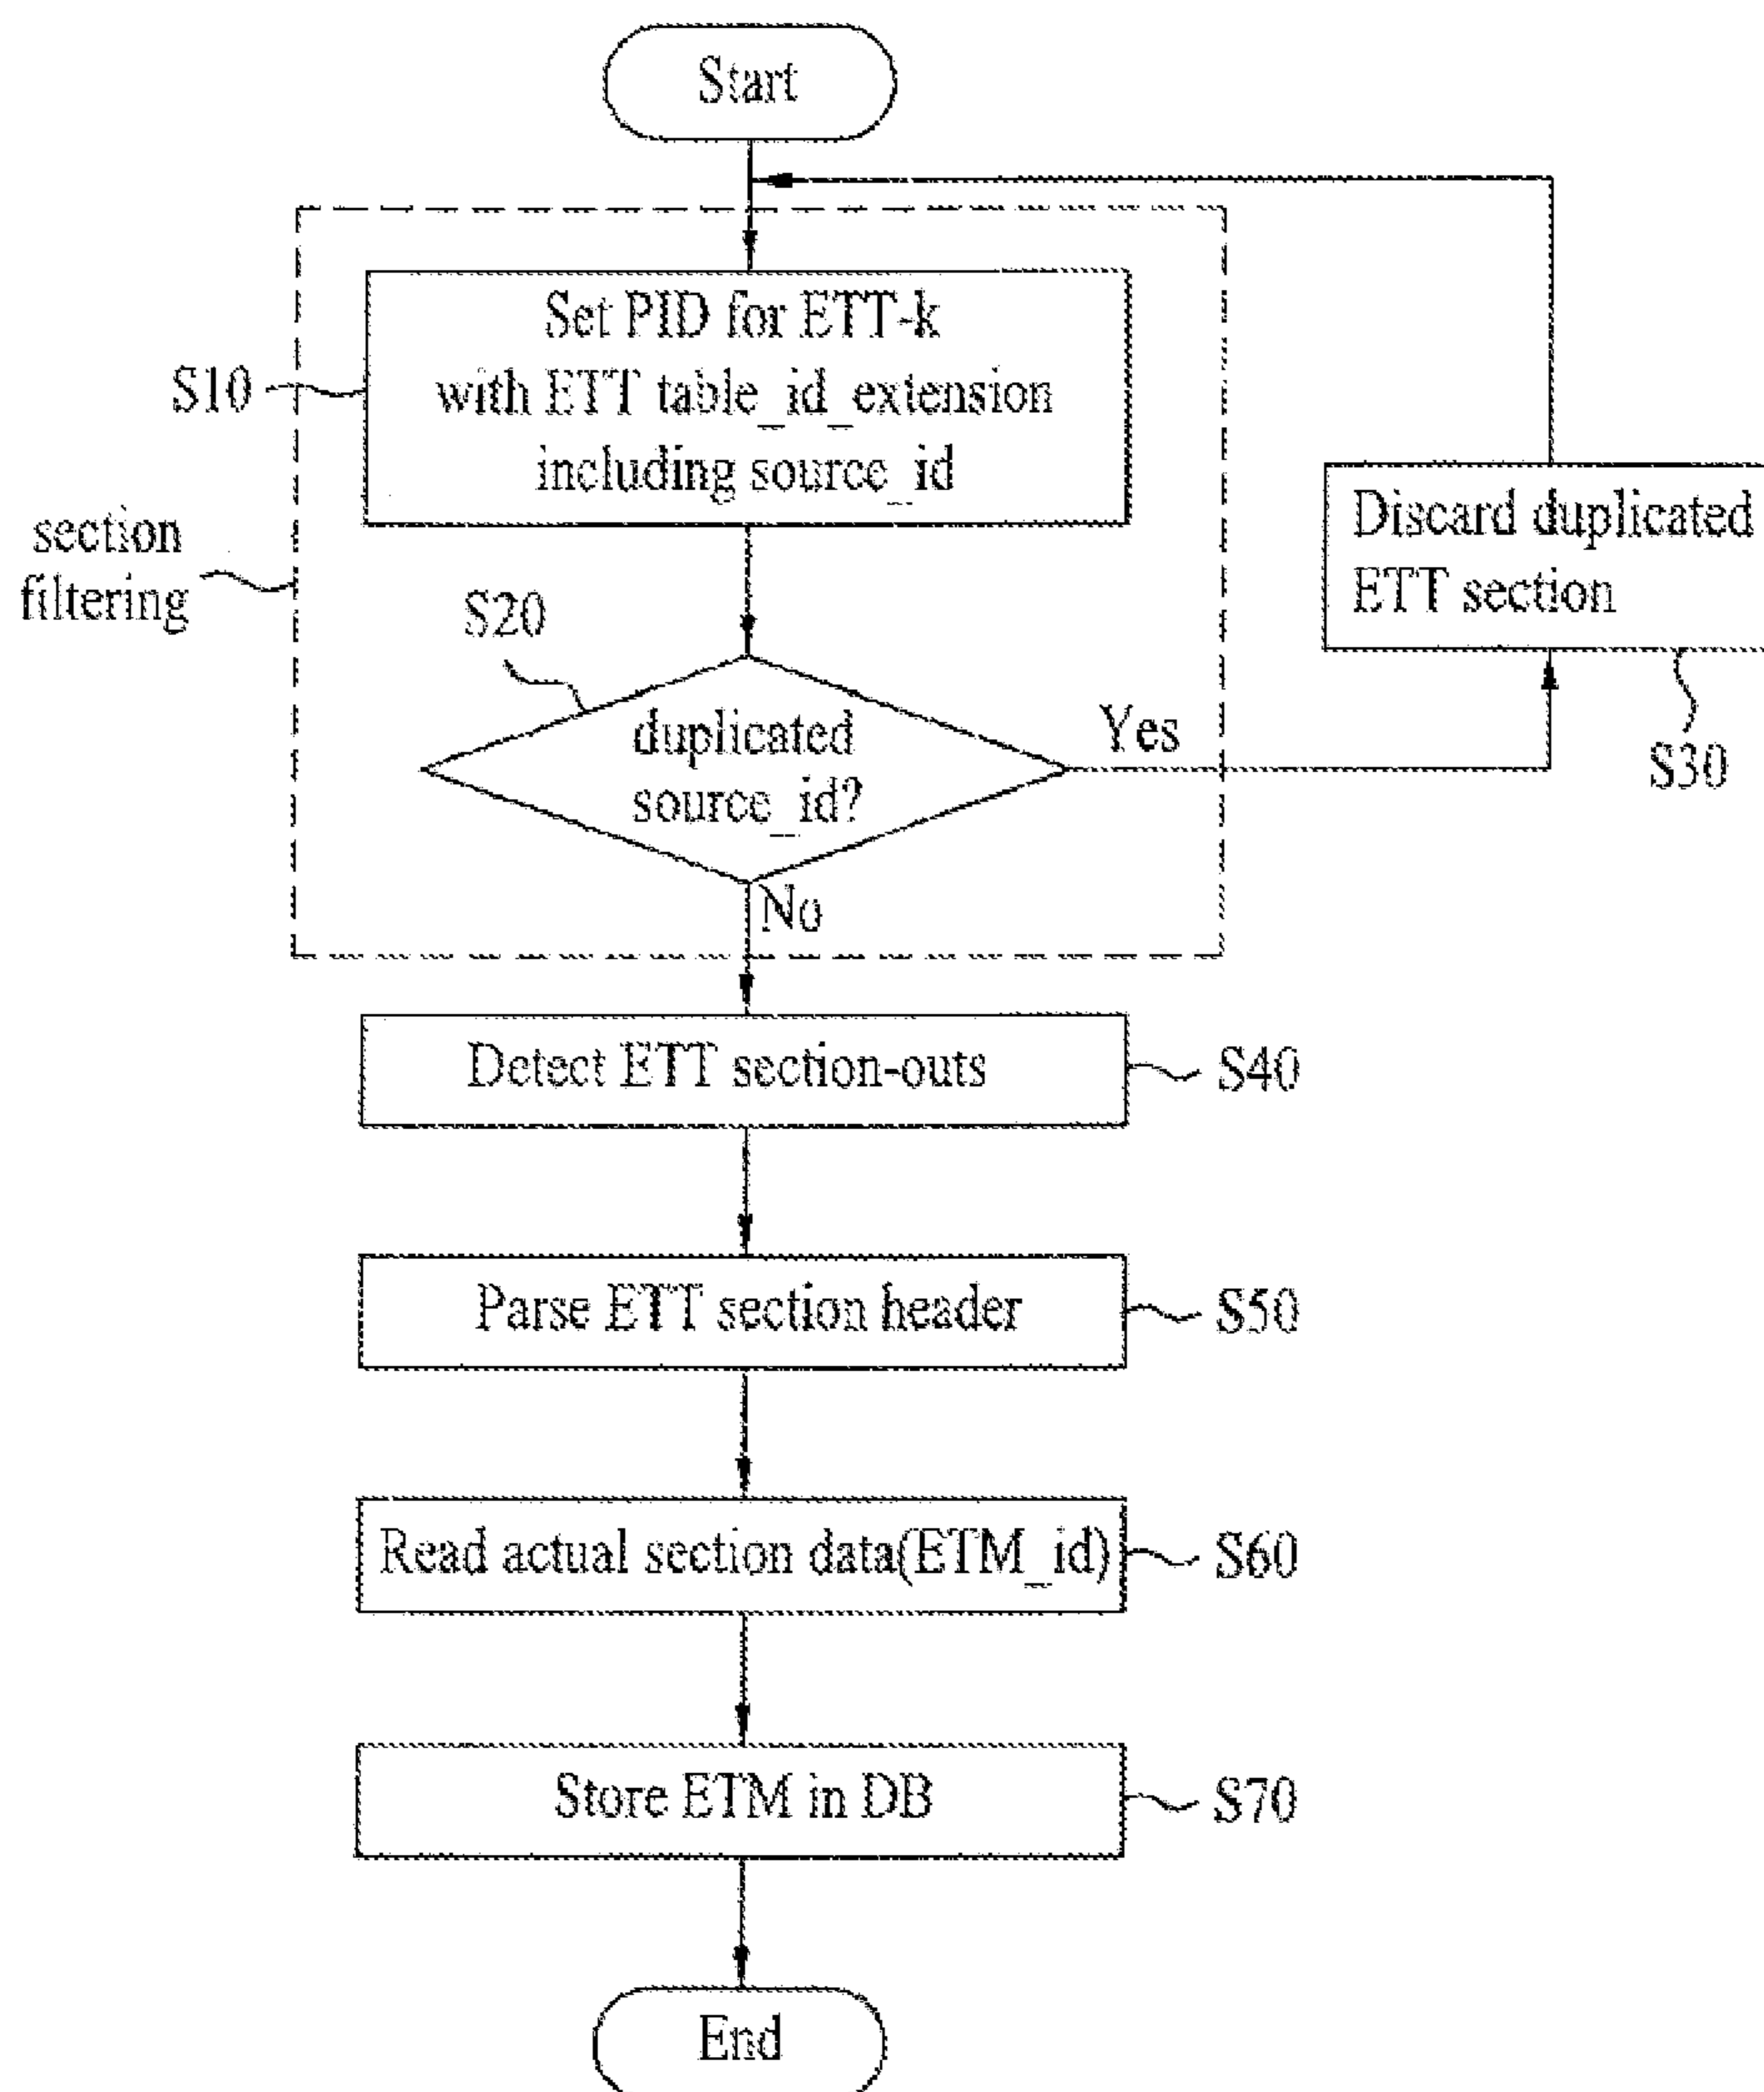 Start
Set PID for ETT-k
with ETT table_id_extension
including source_id
S10
section
filtering
Discard duplicated
ETT section
S30
S20
duplicated
source_id?
Yes
No
Detect ETT section-outs
S40
Parse ETT section header
S50
Read actual section data(ETM_id)
S60
Store ETM in DB
S70
End